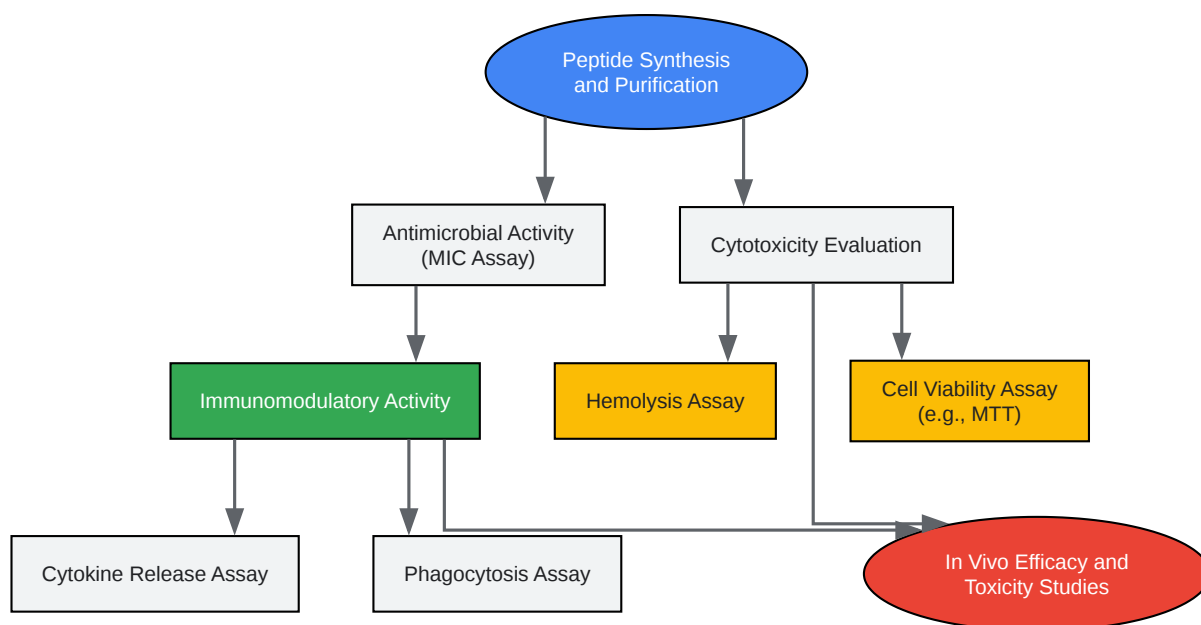 Peptide Synthesis
and Purification
Antimicrobial Activity
(MIC Assay)
Cytotoxicity Evaluation
Immunomodulatory Activity
Hemolysis Assay
Cell Viability Assay
(e.g., MTT)
Cytokine Release Assay
Phagocytosis Assay
In Vivo Efficacy and
Toxicity Studies